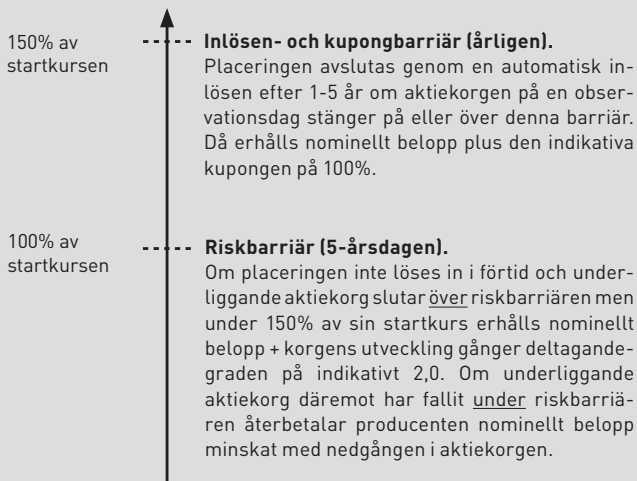 150% av
startkursen
Inlösen- och kupongbarriär (årligen).
Placeringen avslutas genom en automatisk in-
lösen efter 1-5 år om aktiekorgen på en obser-
vationsdag stänger på eller över denna barriär.
Då erhålls nominellt belopp plus den indikativa
kupongen på 100%.
100% av
startkursen
Riskbarriär (5-årsdagen).
Om placeringen inte löses in i förtid och under-
liggande aktiekorg slutar över riskbarriären men
under 150% av sin startkurs erhålls nominellt
belopp + korgens utveckling gånger deltagande-
graden på indikativt 2,0. Om underliggande
aktiekorg däremot har fallit under riskbarriä-
ren återbetalar producenten nominellt belopp
minskat med nedgången i aktiekorgen.